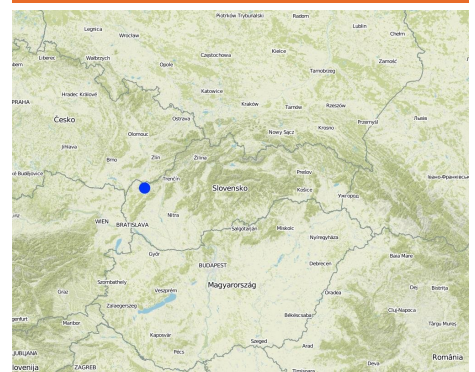 Piotrków Trybunalski
Radom
Lublin
Legnica
Wrocław
Chełm
Częstochowa
Kielce
Liberec
Wałbrzych
Opole
Zamość
Tarnobrzeg
Hradec Králové
Katowice
PRAHA
Kraków
Tarnów
Rzeszów
Česko
Ostrava
Przemyśl
Львів
Olomouc
Nowy Sącz
Krosno
Jihlava
Zlín
Žilina
Brno
Prešov
Trenčín
Slovensko
Košice
Ужгород
Nitra
WIEN
BRATISLAVA
Salgótarján
Miskolc
Nyíregyháza
Győr
BUDAPEST
Debrecen
Baia Mare
Szombathely
Veszprém
Magyarország
Oradea
Dej
Bistrița
Graz
Zalaegerszeg
Cluj-Napoca
Békéscsaba
Târgu Mureș
Maribor
Kaposvár
Szeged
Arad
Pécs
LJUBLJANA
Deva
România
Slovenija
ZAGREB